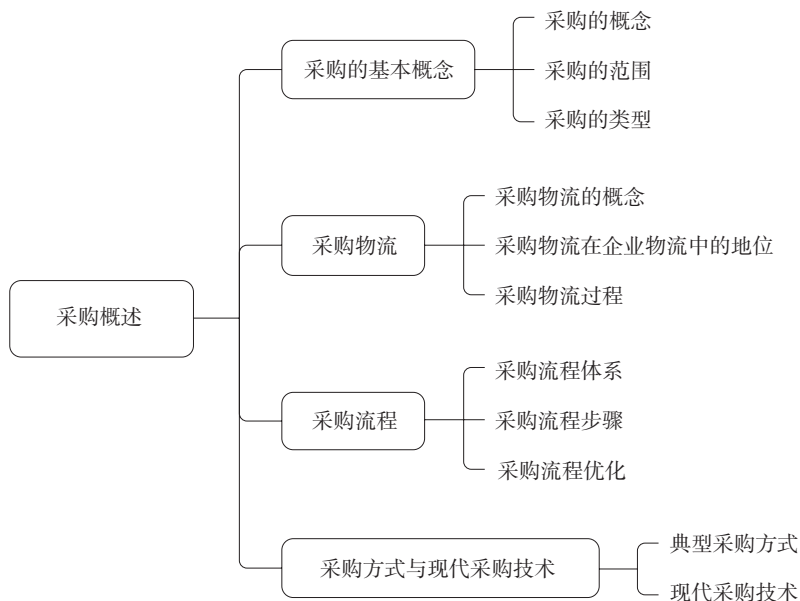 采购概述
采购的基本概念
采购的概念
采购的范围
采购的类型
采购物流
采购物流的概念
采购物流在企业物流中的地位
采购物流过程
采购流程
采购流程体系
采购流程步骤
采购流程优化
采购方式与现代采购技术
典型采购方式
现代采购技术